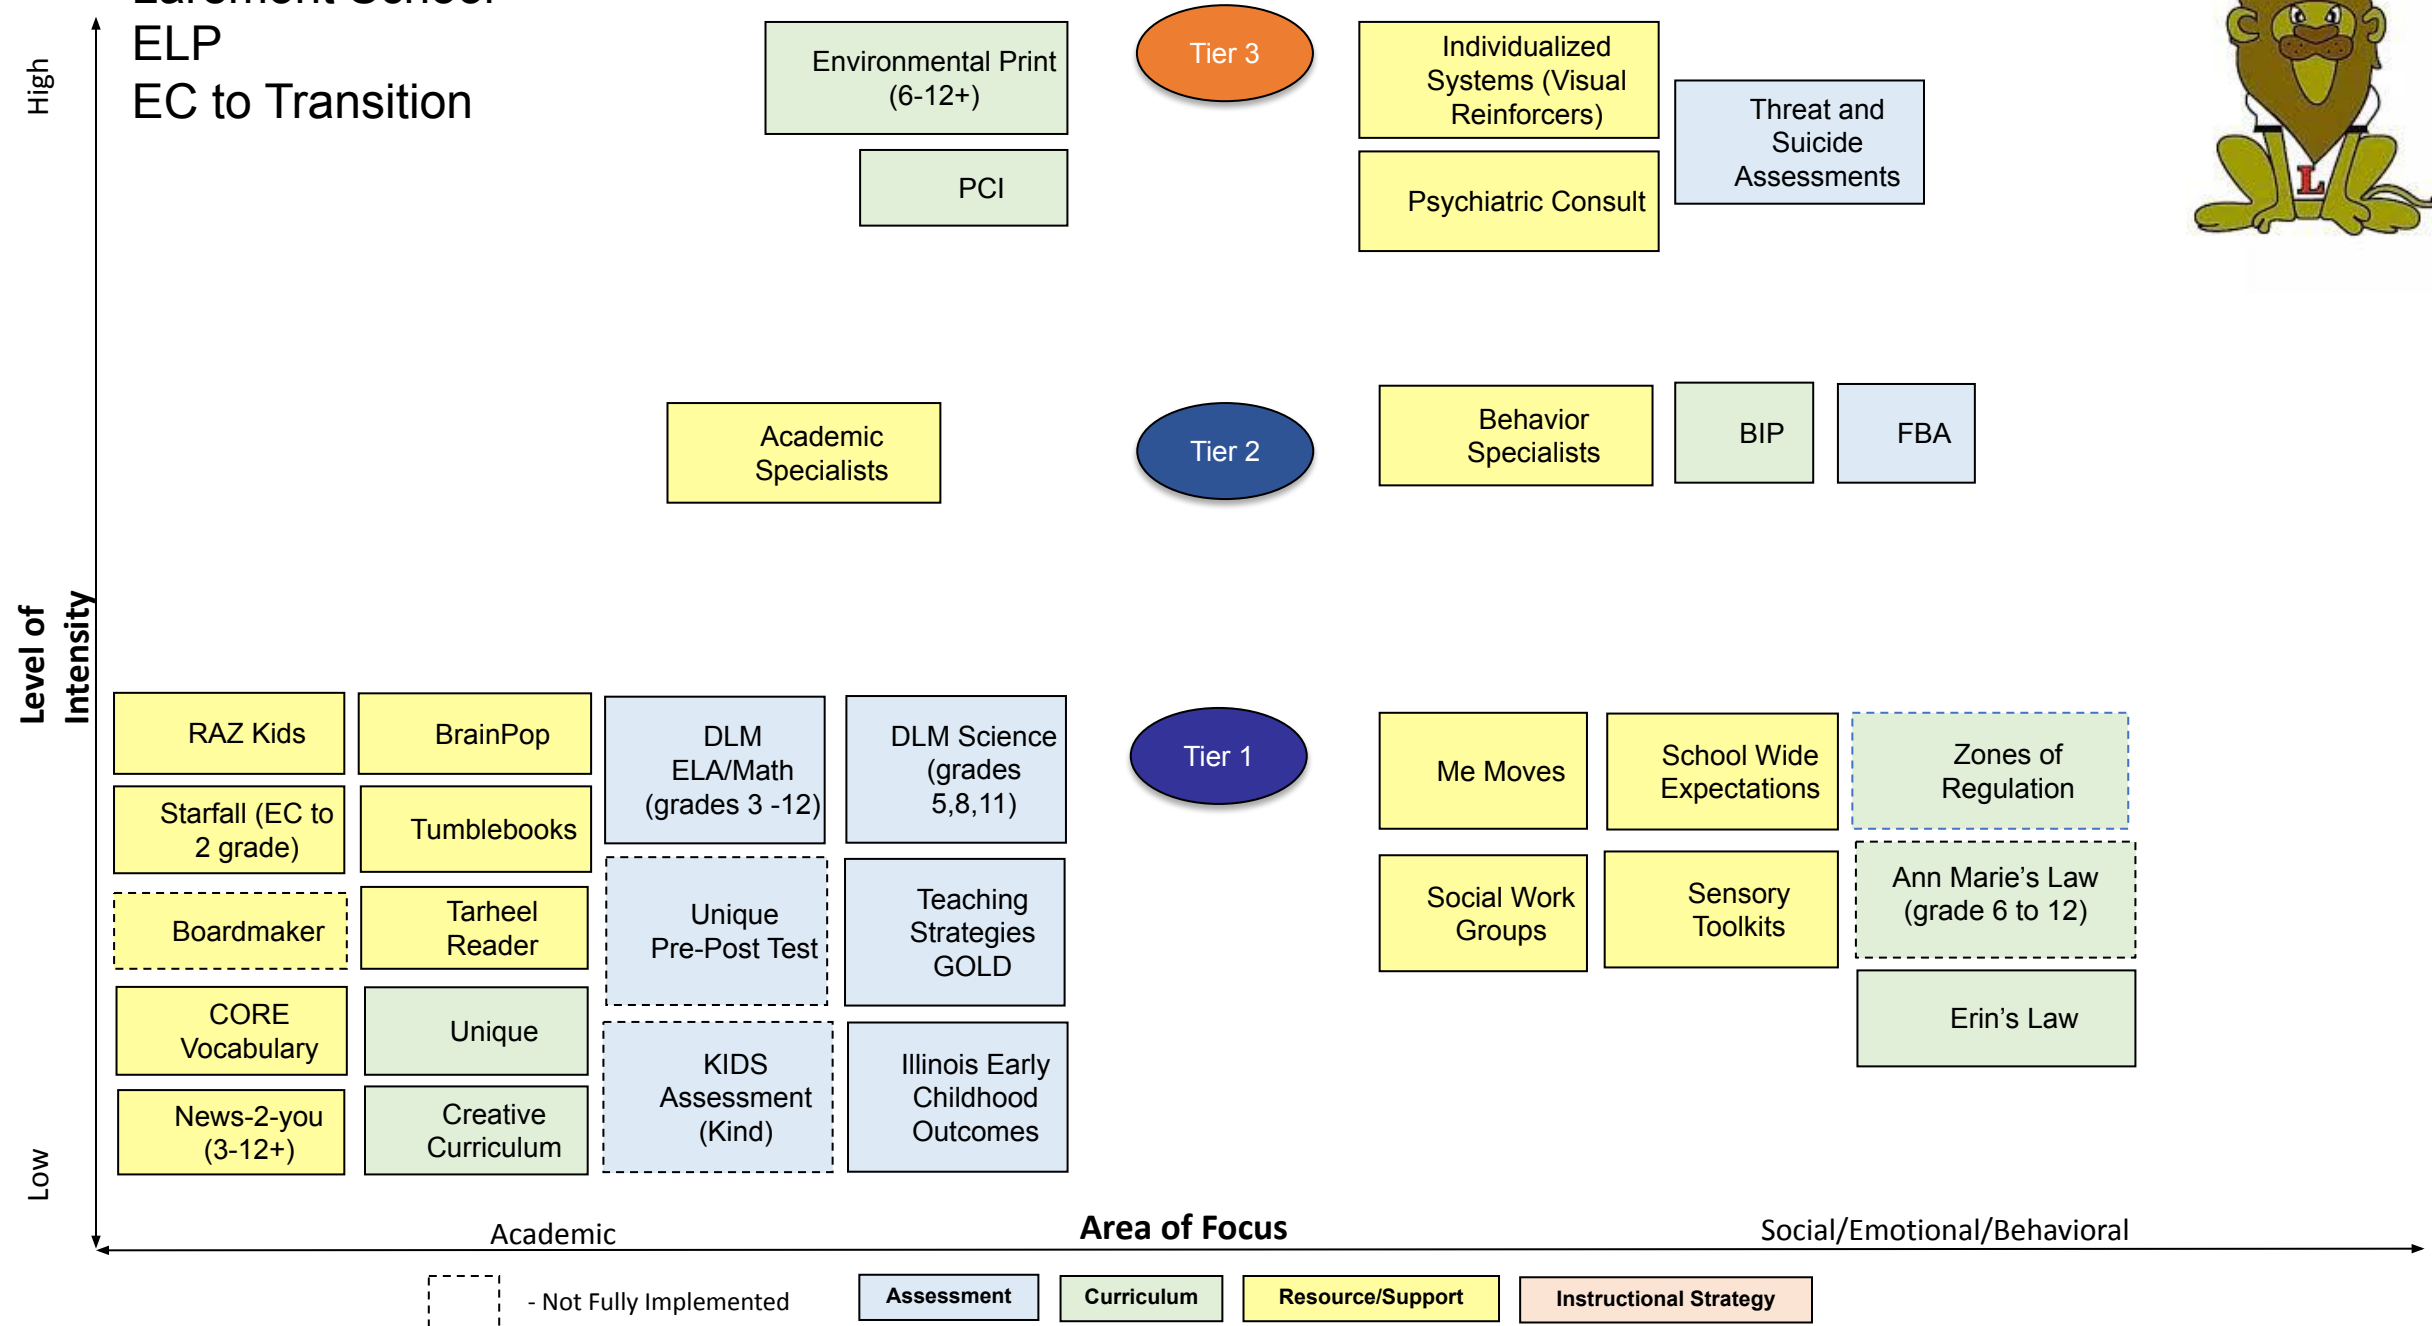 Laremont School
ELP
EC to Transition
High
Level of
Intensity
Low
Environmental Print
(6-12+)
PCI
Tier 3
Individualized
Systems (Visual
Reinforcers)
Psychiatric Consult
Threat and
Suicide
Assessments
L
Academic
Specialists
Tier 2
Behavior
Specialists
BIP
FBA
RAZ Kids
BrainPop
DLM
ELA/Math
(grades 3 -12)
DLM Science
(grades
5,8,11)
Starfall (EC to
2 grade)
Tumblebooks
Boardmaker
Tarheel
Reader
Unique
Pre-Post Test
Teaching
Strategies
GOLD
CORE
Vocabulary
Unique
KIDS
Assessment
(Kind)
Illinois Early
Childhood
Outcomes
News-2-you
(3-12+)
Creative
Curriculum
Tier 1
Me Moves
School Wide
Expectations
Zones of
Regulation
Social Work
Groups
Sensory
Toolkits
Ann Marie’s Law
(grade 6 to 12)
Erin’s Law
Academic
Area of Focus
Social/Emotional/Behavioral
- Not Fully Implemented
Assessment
Curriculum
Resource/Support
Instructional Strategy